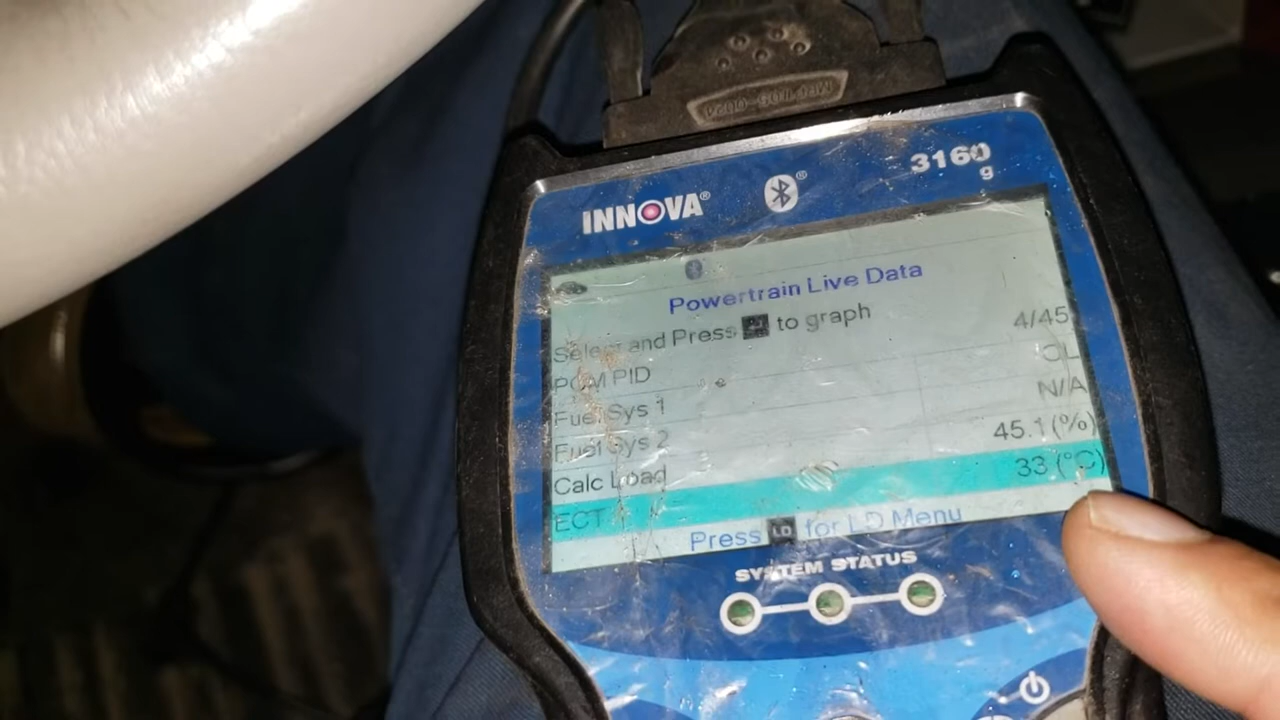 3160
g
INNOVA®
®
Powertrain Live Data
Select and Press to graph
4/45
PCM PID
Fuel Sys 1 OL
Fuel Sys 2 N/A
Calc Load 45.1(%)
ECT 33(°C)
Press LD for LD Menu
SYSTEM STATUS